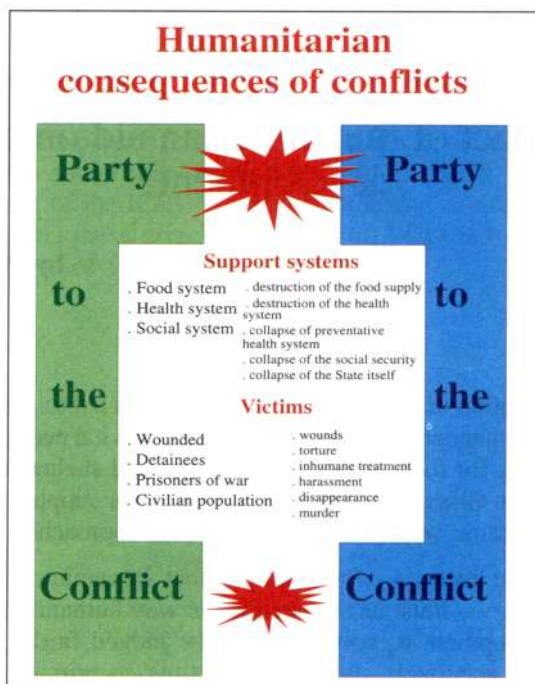 Humanitarian
consequences of conflicts
Party
to
the
Conflict
Support systems
. Food system
. Health system
. Social system
. destruction of the food supply
. destruction of the health
system
. collapse of preventative
health system
. collapse of the social security
. collapse of the State itself
Victims
. Wounded
. Detainees
. Prisoners of war
. Civilian population
. wounds
. torture
. inhumane treatment
. harassment
. disappearance
. murder
Party
to
the
Conflict